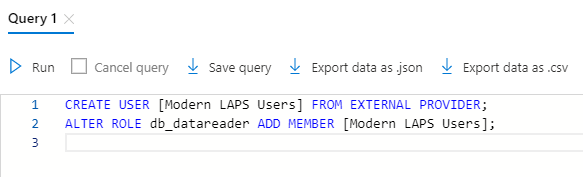 Query 1
Run Cancel query Save query Export data as .json Export data as .csv
1 CREATE USER [Modern LAPS Users] FROM EXTERNAL PROVIDER;
2 ALTER ROLE db_datareader ADD MEMBER [Modern LAPS Users];
3